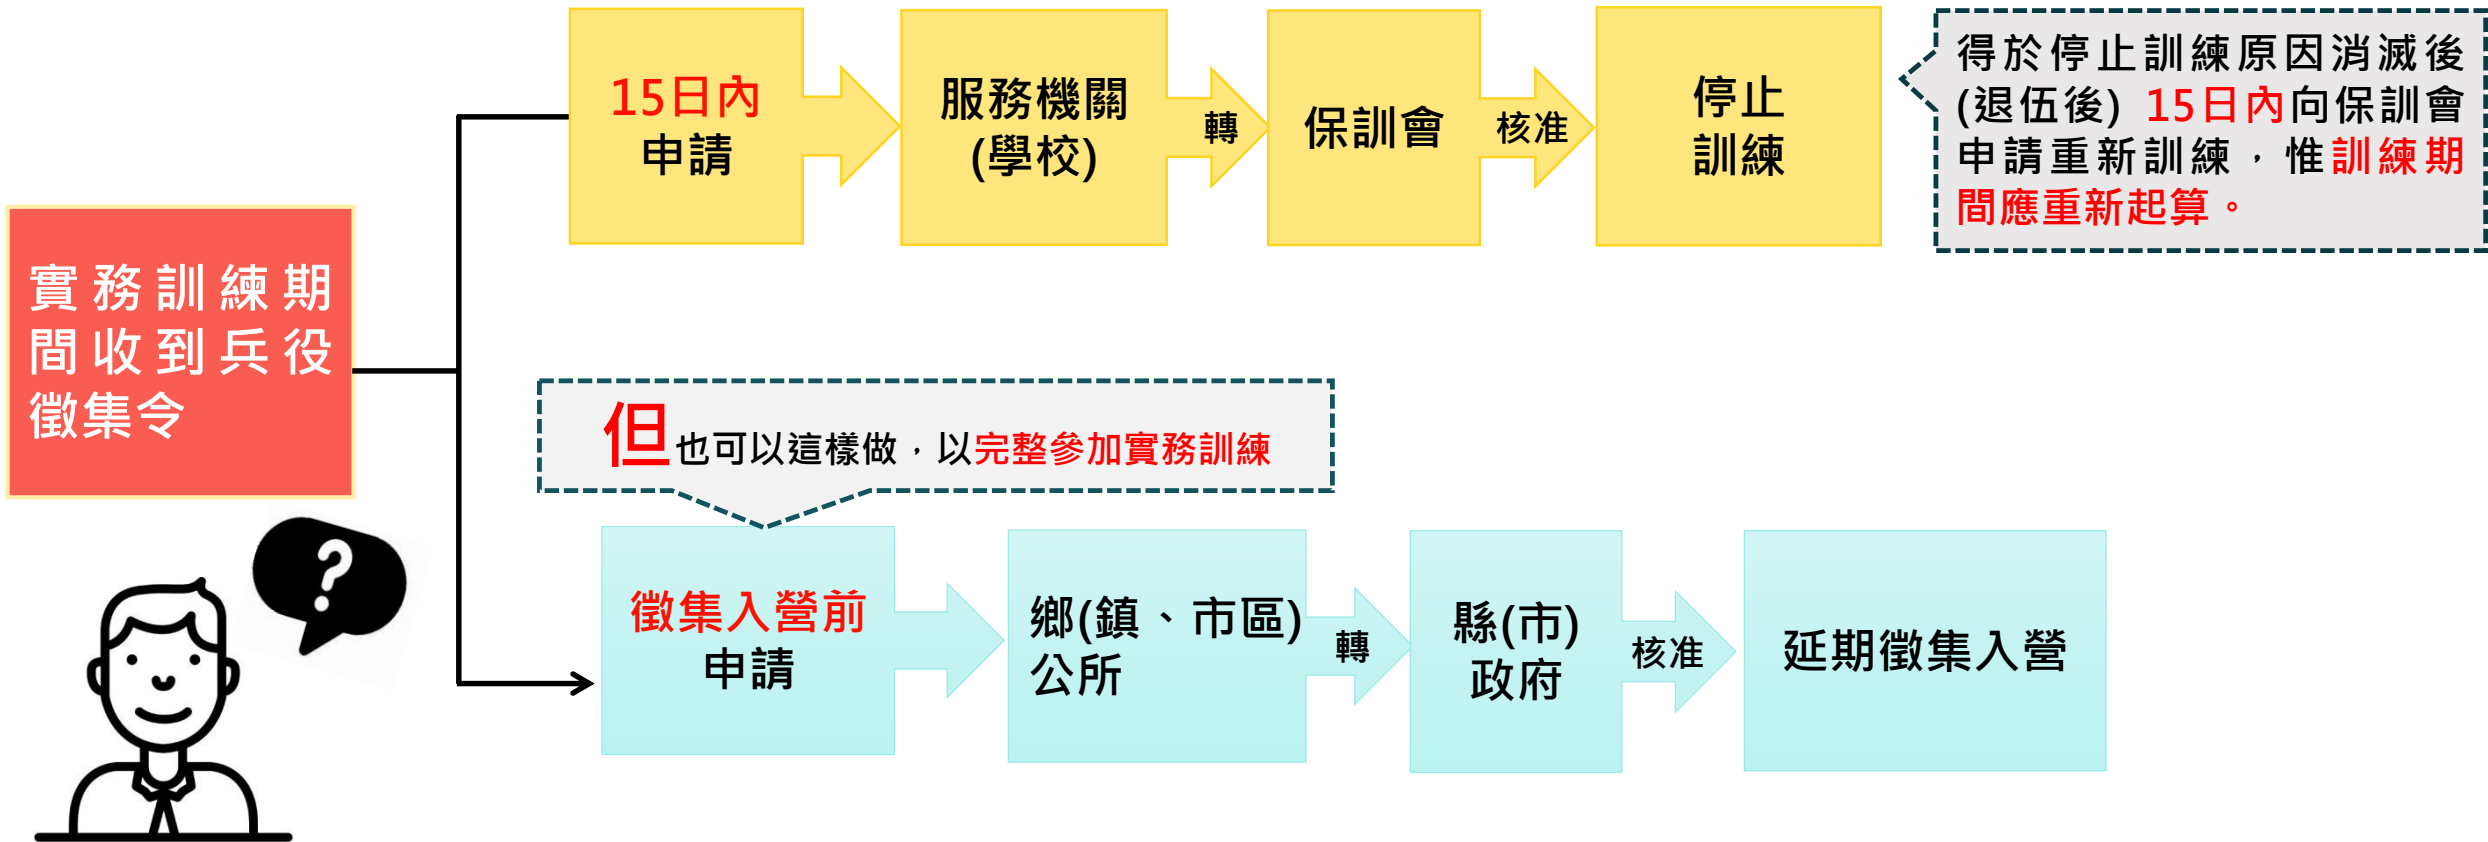 實務訓練期
間收到兵役
徵集令
15日內
申請
服務機關
(學校)
轉
保訓會
核准
停止
訓練
得於停止訓練原因消滅後
(退伍後) 15日內向保訓會
申請重新訓練，惟訓練期
間應重新起算。
但也可以這樣做，以完整參加實務訓練
徵集入營前
申請
鄉(鎮、市區)
公所
轉
縣(市)
政府
核准
延期徵集入營
?